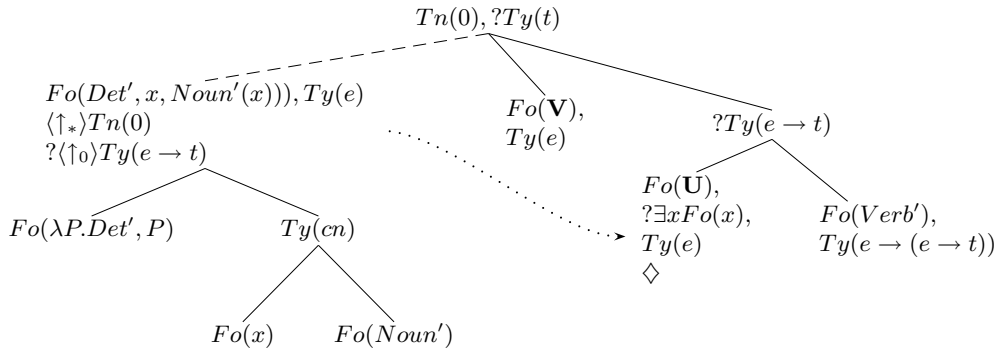 Tn(0), ?Ty(t)
Fo(Det′, x, Noun′(x))), Ty(e)
⟨↑*⟩Tn(0)
?⟨↑0⟩Ty(e → t)
Fo(V),
Ty(e)
?Ty(e → t)
Fo(λP.Det′, P)
Ty(cn)
Fo(U),
?∃xFo(x),
Ty(e)
◇
Fo(Verb′),
Ty(e → (e → t))
Fo(x)
Fo(Noun′)